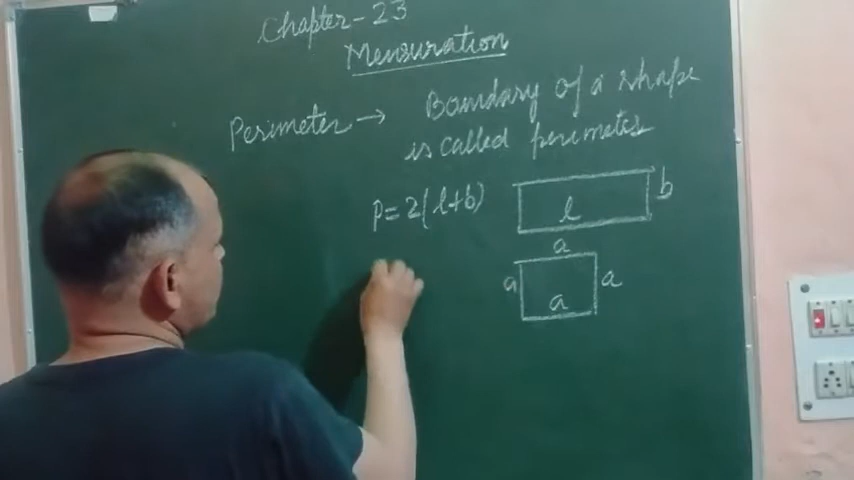 Chapter-23
Mensuration
Perimeter → Boundary of a shape
is called perimeter
P=2(l+b)
l
b
a
a
a
a